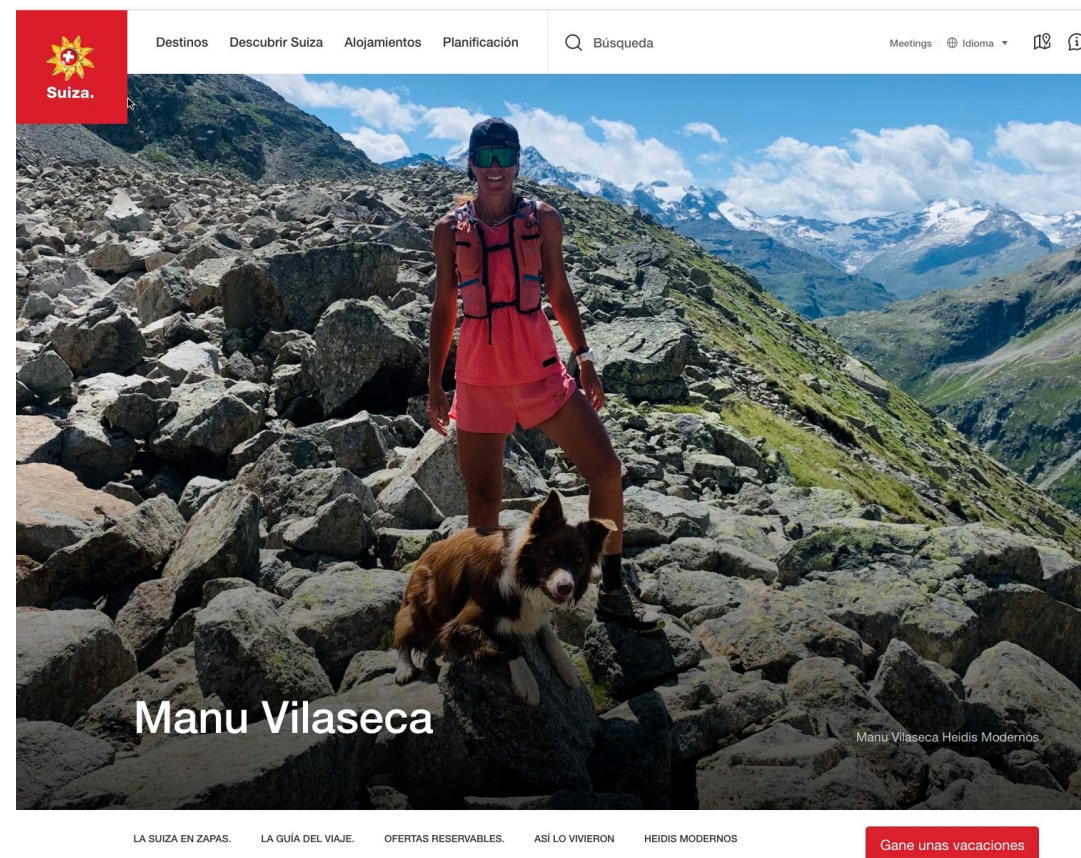 Suiza.
Destinos Descubrir Suiza Alojamientos Planificación Búsqueda Meetings Idioma
Manu Vilaseca
Manu Vilaseca Heidis Modernos
LA SUIZA EN ZAPAS. LA GUÍA DEL VIAJE. OFERTAS RESERVABLES. ASÍ LO VIVIERON HEIDIS MODERNOS
Gane unas vacaciones